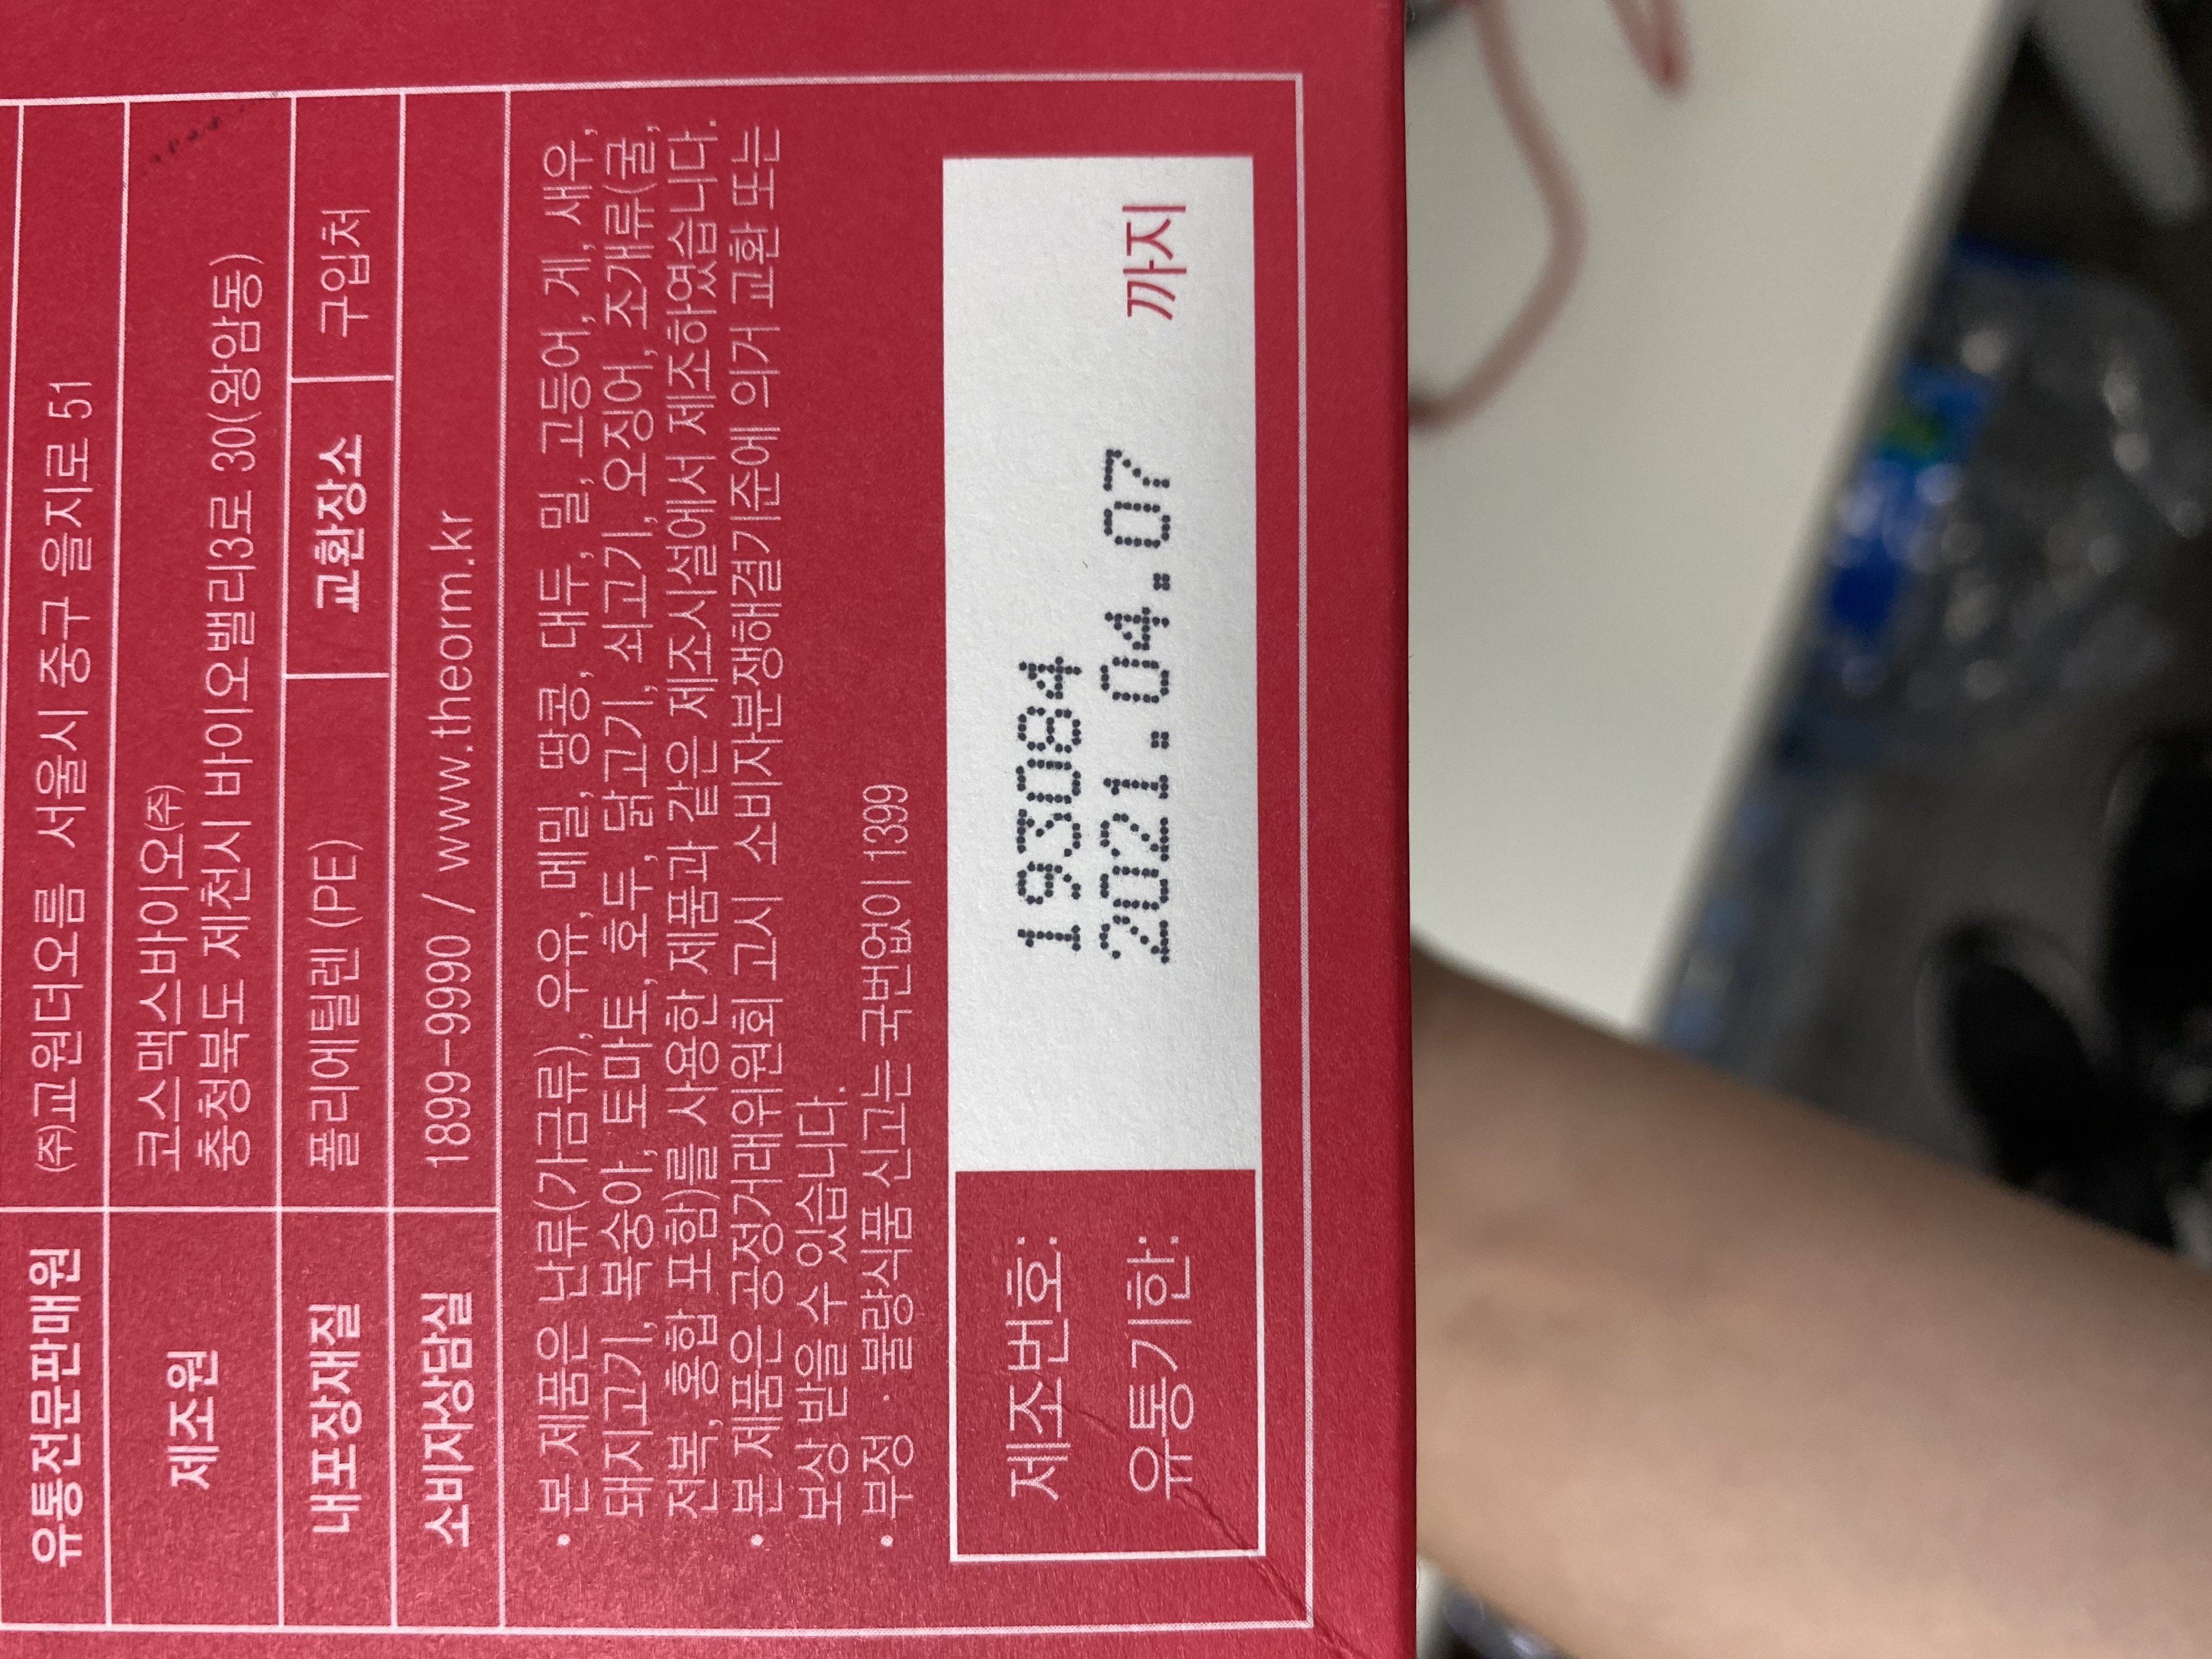 유통전문판매원 ㈜교원더오름 서울시 중구 을지로 51
제조원 코스맥스바이오㈜
충청북도 제천시 바이오밸리3로 30(왕암동)
내포장재질 폴리에틸렌 (PE) 교환장소 구입처
소비자상담실 1899-9990 / www.theorm.kr
• 본 제품은 난류(가금류), 우유, 메밀, 땅콩, 대두, 밀, 고등어, 게, 새우,
돼지고기, 복숭아, 토마토, 호두, 닭고기, 쇠고기, 오징어, 조개류(굴,
전복, 홍합 포함)를 사용한 제품과 같은 제조시설에서 제조하였습니다.
• 본 제품은 공정거래위원회 고시 소비자분쟁해결기준에 의거 교환 또는
보상 받을 수 있습니다.
• 부정 · 불량식품 신고는 국번없이 1399
제조번호: 193084
유통기한: 2021.04.07 까지